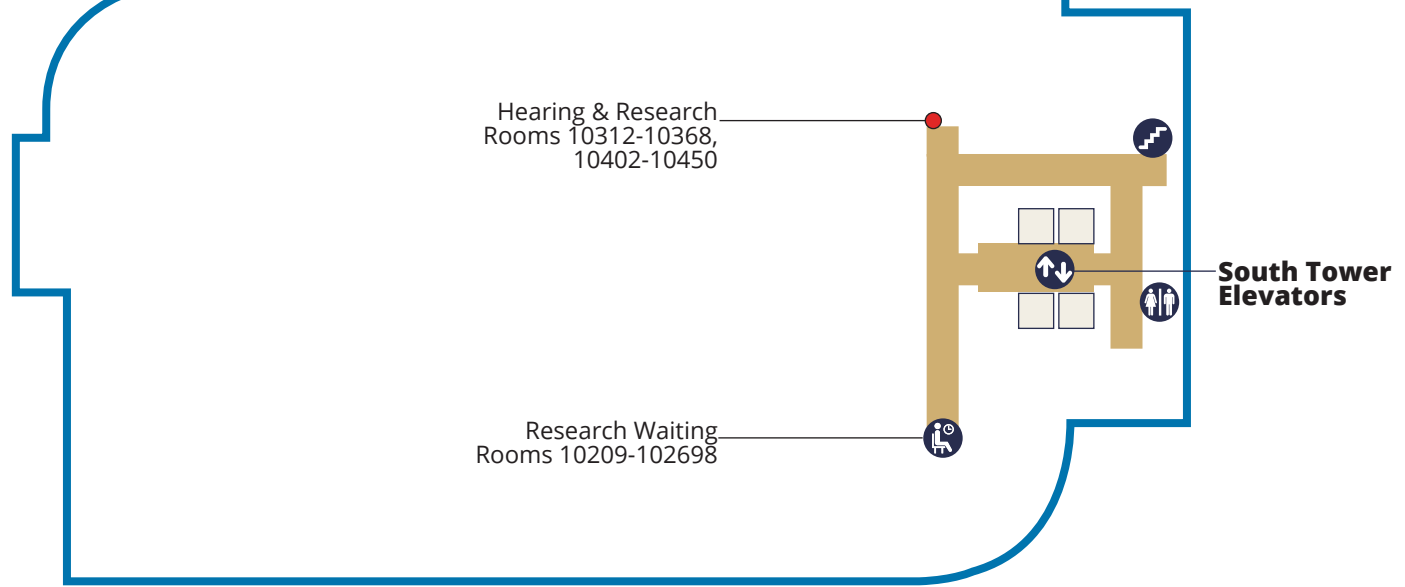 Hearing & Research
Rooms 10312-10368,
10402-10450
South Tower
Elevators
Research Waiting
Rooms 10209-102698